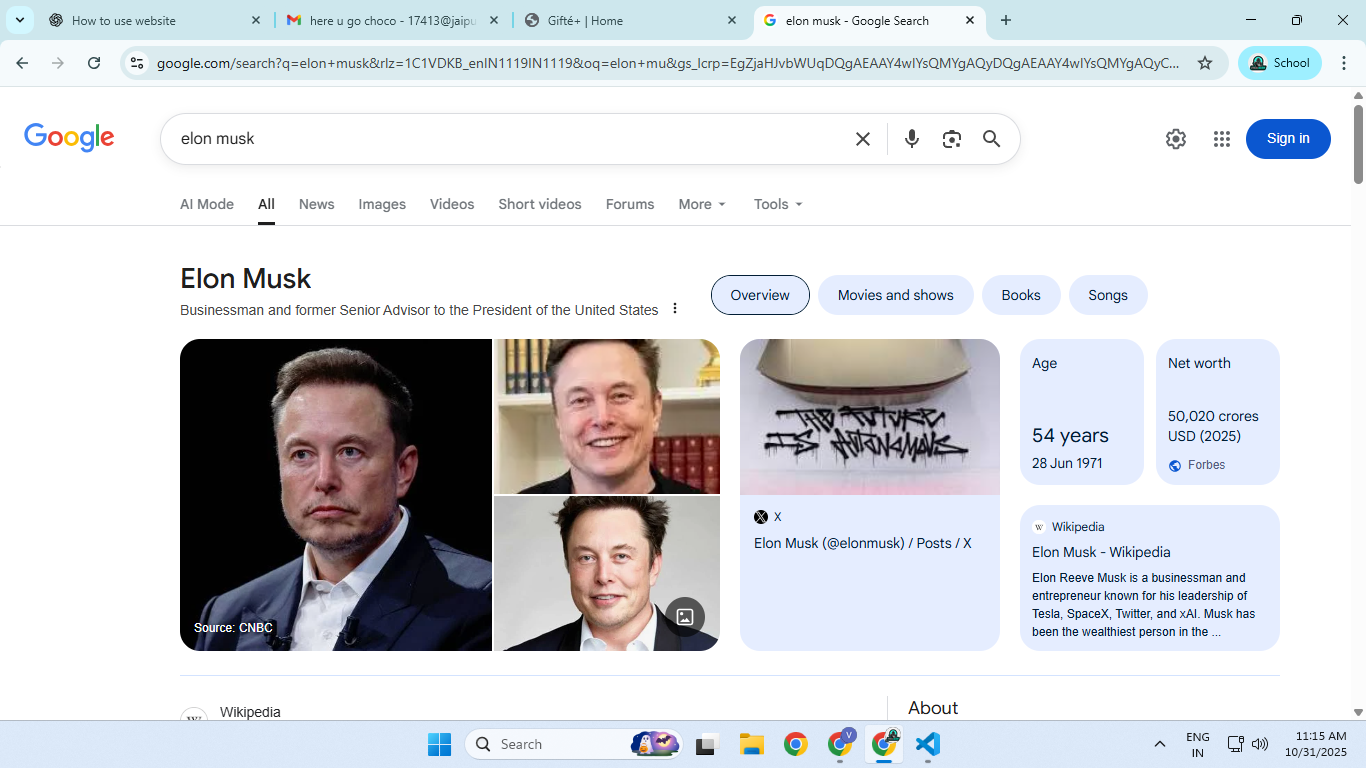 How to use website
here u go choco - 17413@jaipu
Gifté+ | Home
elon musk - Google Search
google.com/search?q=elon+musk&rlz=1C1VDKB_enIN1119IN1119&oq=elon+mu&gs_lcrp=EgZjaHJvbWUqDQgAEAAY4wIYsQMYgAQyDQgAEAAY4wIYsQMYgAQyC...
School
Google
elon musk
Sign in
AI Mode
All
News
Images
Videos
Short videos
Forums
More
Tools
Elon Musk
Businessman and former Senior Advisor to the President of the United States
Overview
Movies and shows
Books
Songs
Source: CNBC
THE FUTURE
IS AUTONOMOUS
X
Elon Musk (@elonmusk) / Posts / X
Age
54 years
28 Jun 1971
Net worth
50,020 crores
USD (2025)
Forbes
W
Wikipedia
Elon Musk - Wikipedia
Elon Reeve Musk is a businessman and
entrepreneur known for his leadership of
Tesla, SpaceX, Twitter, and xAI. Musk has
been the wealthiest person in the ...
W
Wikipedia
About
Search
V
ENG
IN
11:15 AM
10/31/2025